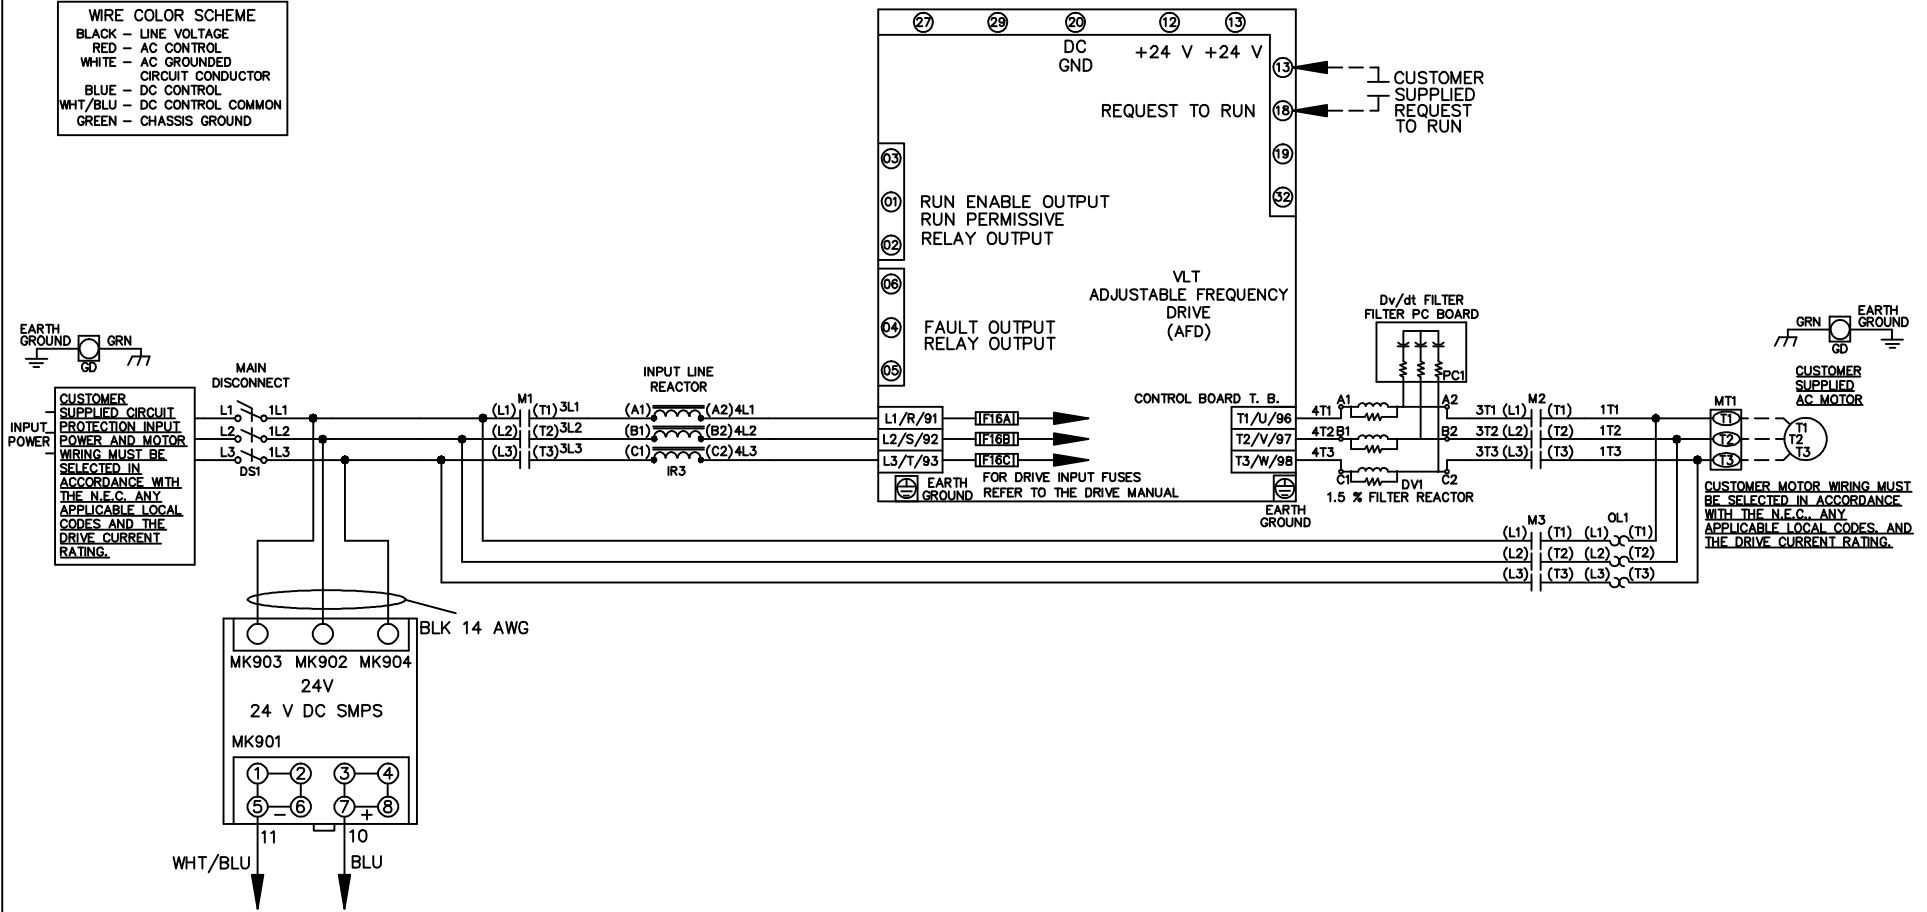 WIRE COLOR SCHEME
BLACK – LINE VOLTAGE
RED – AC CONTROL
WHITE – AC GROUNDED
CIRCUIT CONDUCTOR
BLUE – DC CONTROL
WHT/BLU – DC CONTROL COMMON
GREEN – CHASSIS GROUND
27 29 20 12 13
DC
GND
+24 V +24 V
13
18
19
32
REQUEST TO RUN
CUSTOMER
SUPPLIED
REQUEST
TO RUN
03
01
02
RUN ENABLE OUTPUT
RUN PERMISSIVE
RELAY OUTPUT
06
04
05
FAULT OUTPUT
RELAY OUTPUT
VLT
ADJUSTABLE FREQUENCY
DRIVE
(AFD)
CONTROL BOARD T. B.
L1/R/91 IF16A T1/U/96
L2/S/92 IF16B T2/V/97
L3/T/93 IF16C T3/W/98
EARTH
GROUND
FOR DRIVE INPUT FUSES
REFER TO THE DRIVE MANUAL
EARTH
GROUND
EARTH
GROUND
GRN
GD
INPUT
POWER
CUSTOMER
SUPPLIED CIRCUIT
PROTECTION INPUT
POWER AND MOTOR
WIRING MUST BE
SELECTED IN
ACCORDANCE WITH
THE N.E.C. ANY
APPLICABLE LOCAL
CODES AND THE
DRIVE CURRENT
RATING.
MAIN
DISCONNECT
L1 1L1
L2 1L2
L3 1L3
DS1
M1
(L1) (T1) 3L1
(L2) (T2) 3L2
(L3) (T3) 3L3
INPUT LINE
REACTOR
(A1) (A2) 4L1
(B1) (B2) 4L2
(C1) (C2) 4L3
IR3
Dv/dt FILTER
FILTER PC BOARD
PC1
4T1 A1 A2
4T2 B1 B2
4T3 C1 C2
DV1
1.5 % FILTER REACTOR
M2
3T1 (L1) (T1) 1T1
3T2 (L2) (T2) 1T2
3T3 (L3) (T3) 1T3
M3 OL1
(L1) (T1) (L1) (T1)
(L2) (T2) (L2) (T2)
(L3) (T3) (L3) (T3)
GRN
EARTH
GROUND
GD
CUSTOMER
SUPPLIED
AC MOTOR
MT1
T1
T2
T3
T1
T2
T3
CUSTOMER MOTOR WIRING MUST
BE SELECTED IN ACCORDANCE
WITH THE N.E.C., ANY
APPLICABLE LOCAL CODES, AND
THE DRIVE CURRENT RATING.
BLK 14 AWG
MK903 MK902 MK904
24V
24 V DC SMPS
MK901
1 2 3 4
5 6 7 8
– +
11 10
WHT/BLU BLU